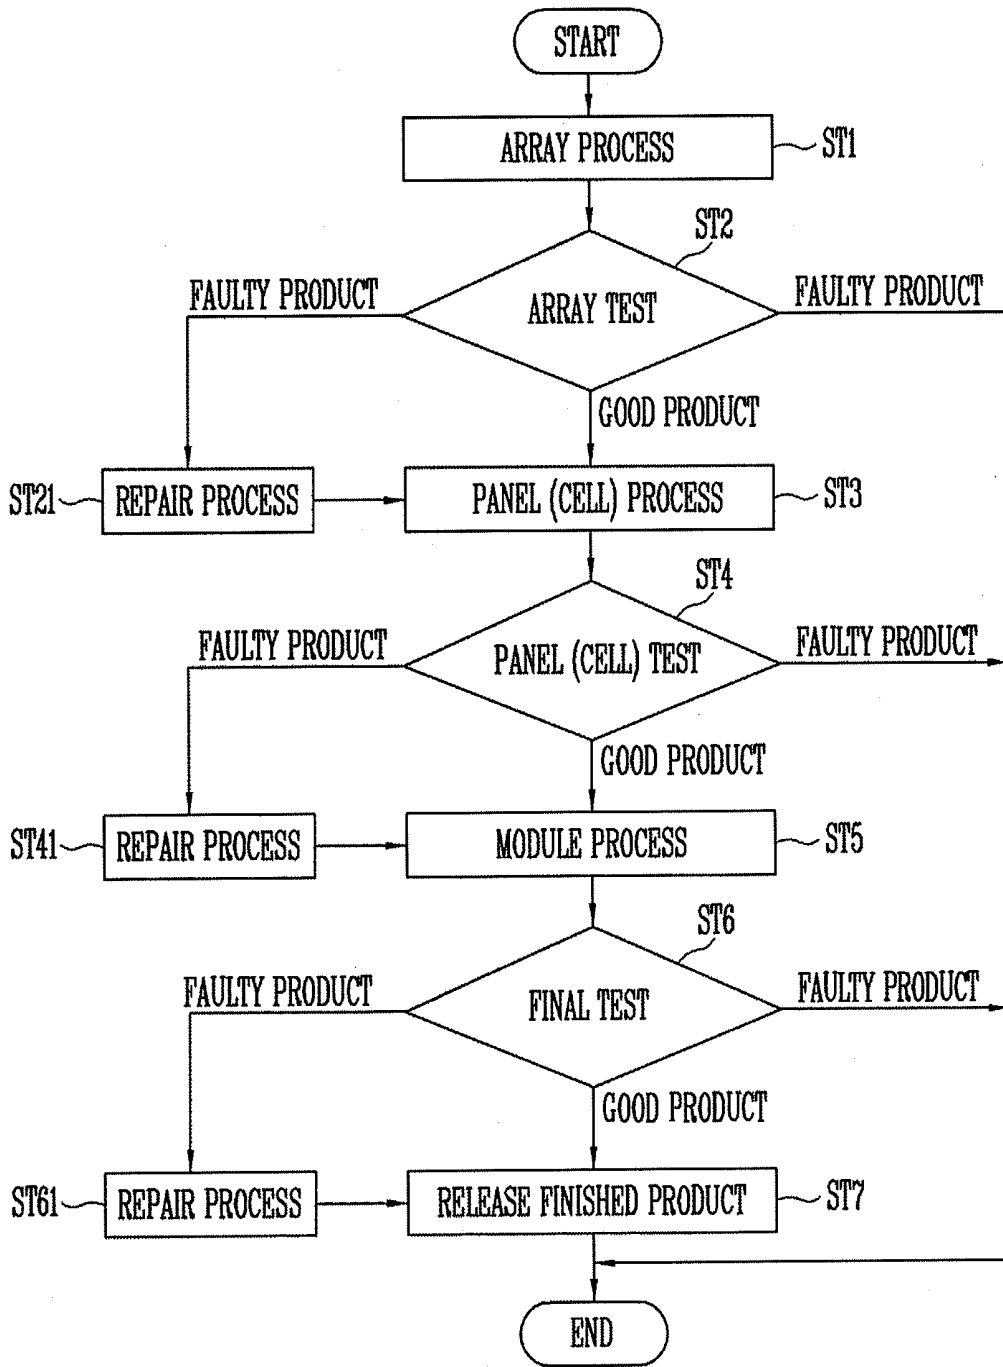 START
ARRAY PROCESS
ST1
ST2
FAULTY PRODUCT
ARRAY TEST
FAULTY PRODUCT
GOOD PRODUCT
ST21
REPAIR PROCESS
PANEL (CELL) PROCESS
ST3
ST4
FAULTY PRODUCT
PANEL (CELL) TEST
FAULTY PRODUCT
GOOD PRODUCT
ST41
REPAIR PROCESS
MODULE PROCESS
ST5
ST6
FAULTY PRODUCT
FINAL TEST
FAULTY PRODUCT
GOOD PRODUCT
ST61
REPAIR PROCESS
RELEASE FINISHED PRODUCT
ST7
END